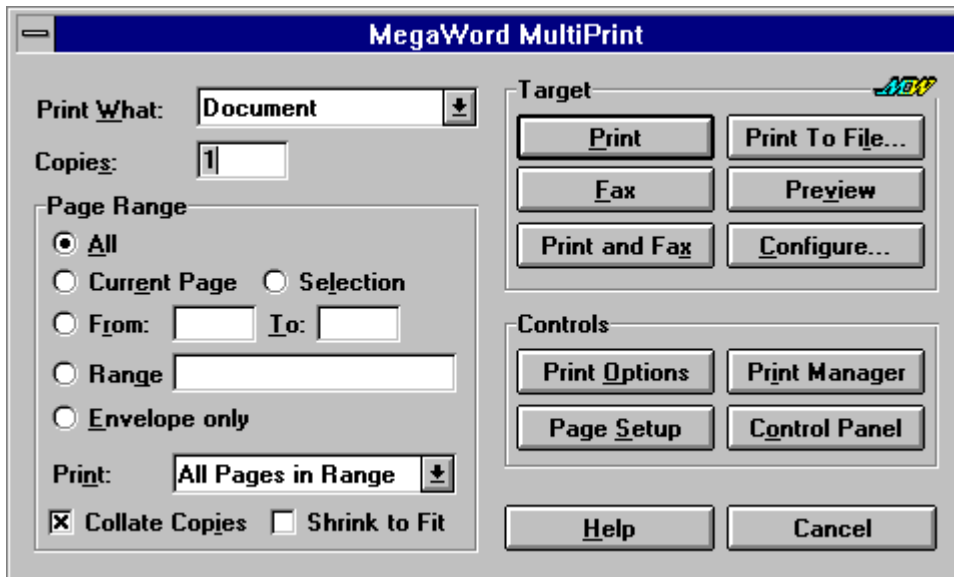 MegaWord MultiPrint
Print What: Document
Copies: 1
Page Range
All
Current Page Selection
From: To:
Range
Envelope only
Print: All Pages in Range
Collate Copies Shrink to Fit
Target NEW
Print Print To File...
Fax Preview
Print and Fax Configure...
Controls
Print Options Print Manager
Page Setup Control Panel
Help Cancel